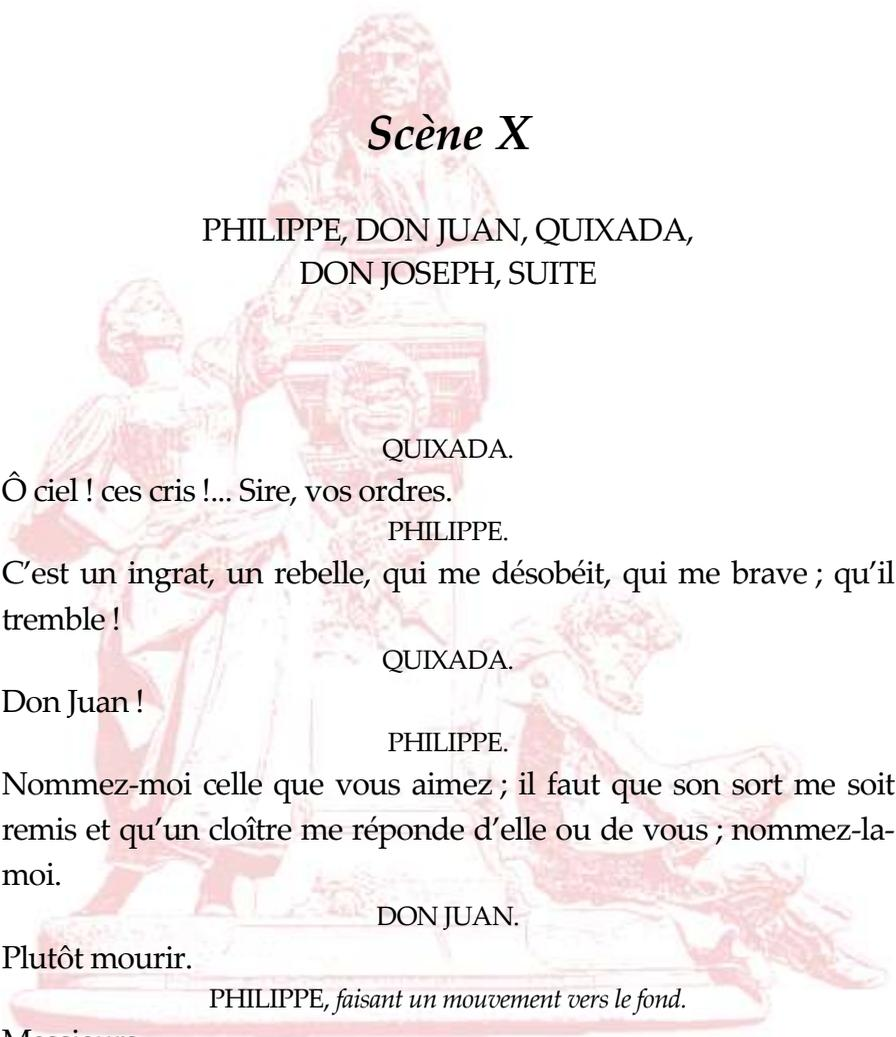 Scène X
PHILIPPE, DON JUAN, QUIXADA,
DON JOSEPH, SUITE
QUIXADA.
Ô ciel ! ces cris !... Sire, vos ordres.
PHILIPPE.
C’est un ingrat, un rebelle, qui me désobéit, qui me brave ; qu’il
tremble !
QUIXADA.
Don Juan !
PHILIPPE.
Nommez-moi celle que vous aimez ; il faut que son sort me soit
remis et qu’un cloître me réponde d’elle ou de vous ; nommez-la-
moi.
DON JUAN.
Plutôt mourir.
PHILIPPE, faisant un mouvement vers le fond.